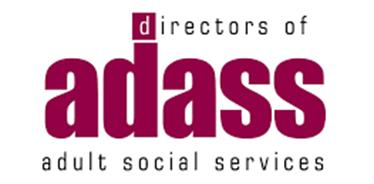 directors of
adass
adult social services